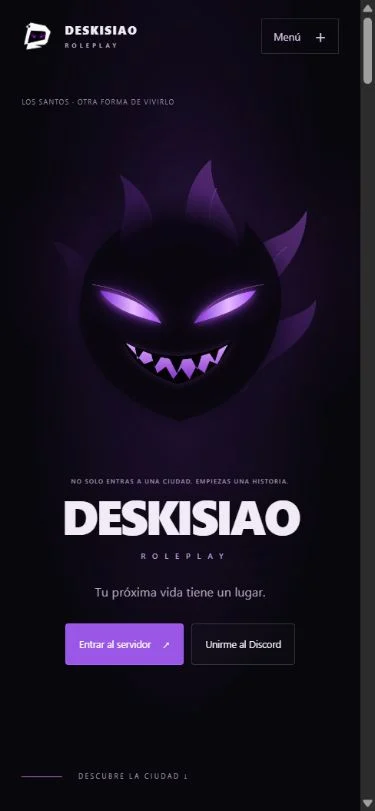 DESKISIAO
ROLEPLAY
Menú +
LOS SANTOS - OTRA FORMA DE VIVIRLO
NO SOLO ENTRAS A UNA CIUDAD. EMPIEZAS UNA HISTORIA.
DESKISIAO
ROLEPLAY
Tu próxima vida tiene un lugar.
Entrar al servidor ↗
Unirme al Discord
DESCUBRE LA CIUDAD ↓